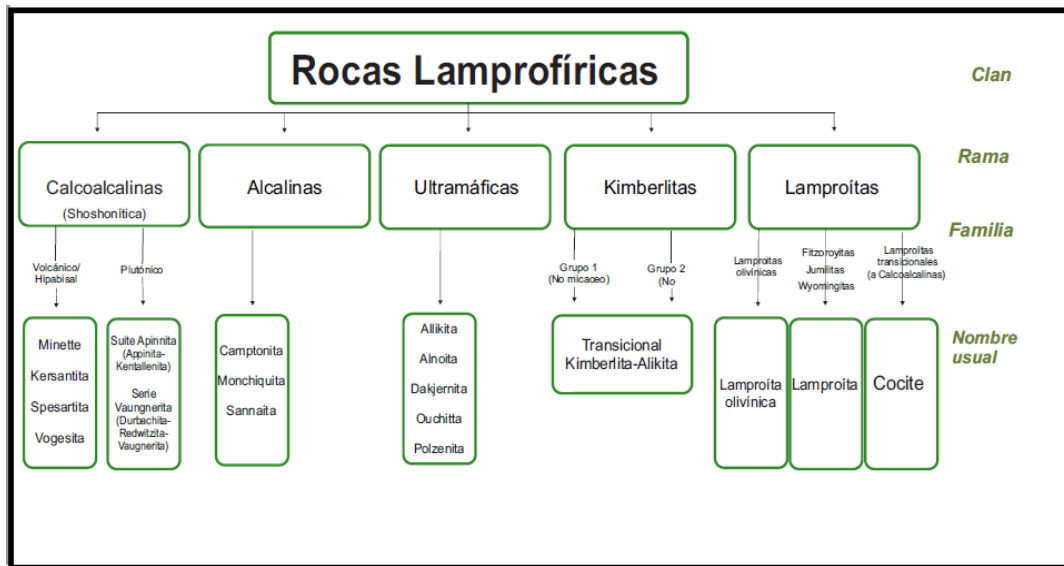 Rocas Lamprofíricas
Clan
Calcoalcalinas
(Shoshonítica)
Alcalinas
Ultramáficas
Kimberlitas
Lamproítas
Rama
Familia
Volcánico/
Hipabisal
Plutónico
Grupo 1
(No micaceo)
Grupo 2
(No
Lamproitas
olivínicas
Fitzoroyitas
Jumilitas
Wyomingitas
Lamproítas
transicionales
(a Calcoalcalinas)
Nombre
usual
Minette
Kersantita
Spesartita
Vogesita
Suite Apinnita
(Appinita-
Kentallenita)
Serie
Vaungnerita
(Durbachita-
Redwitzita-
Vaugnerita)
Camptonita
Monchiquita
Sannaita
Allikita
Alnoita
Dakjernita
Ouchitta
Polzenita
Transicional
Kimberlita-Alikita
Lamproíta
olivínica
Lamproíta
Cocite